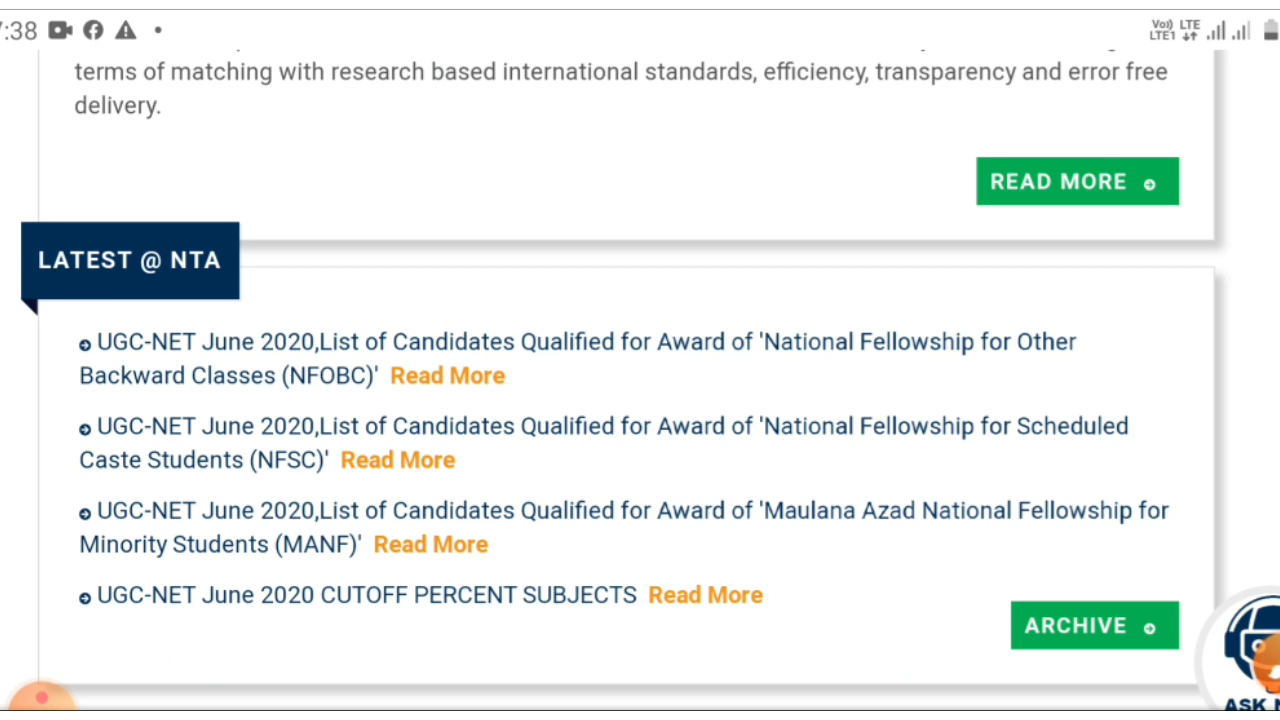 :38
Vo)) LTE
LTE1
terms of matching with research based international standards, efficiency, transparency and error free
delivery.
READ MORE
LATEST @ NTA
UGC-NET June 2020,List of Candidates Qualified for Award of 'National Fellowship for Other
Backward Classes (NFOBC)' Read More
UGC-NET June 2020,List of Candidates Qualified for Award of 'National Fellowship for Scheduled
Caste Students (NFSC)' Read More
UGC-NET June 2020,List of Candidates Qualified for Award of 'Maulana Azad National Fellowship for
Minority Students (MANF)' Read More
UGC-NET June 2020 CUTOFF PERCENT SUBJECTS Read More
ARCHIVE
ASK